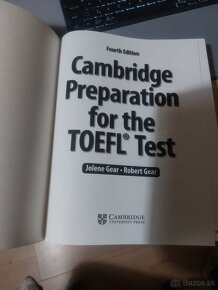 Fourth Edition
Cambridge
Preparation
for the
TOEFL® Test
Jolene Gear • Robert Gear
CAMBRIDGE
UNIVERSITY PRESS
Bazos.sk